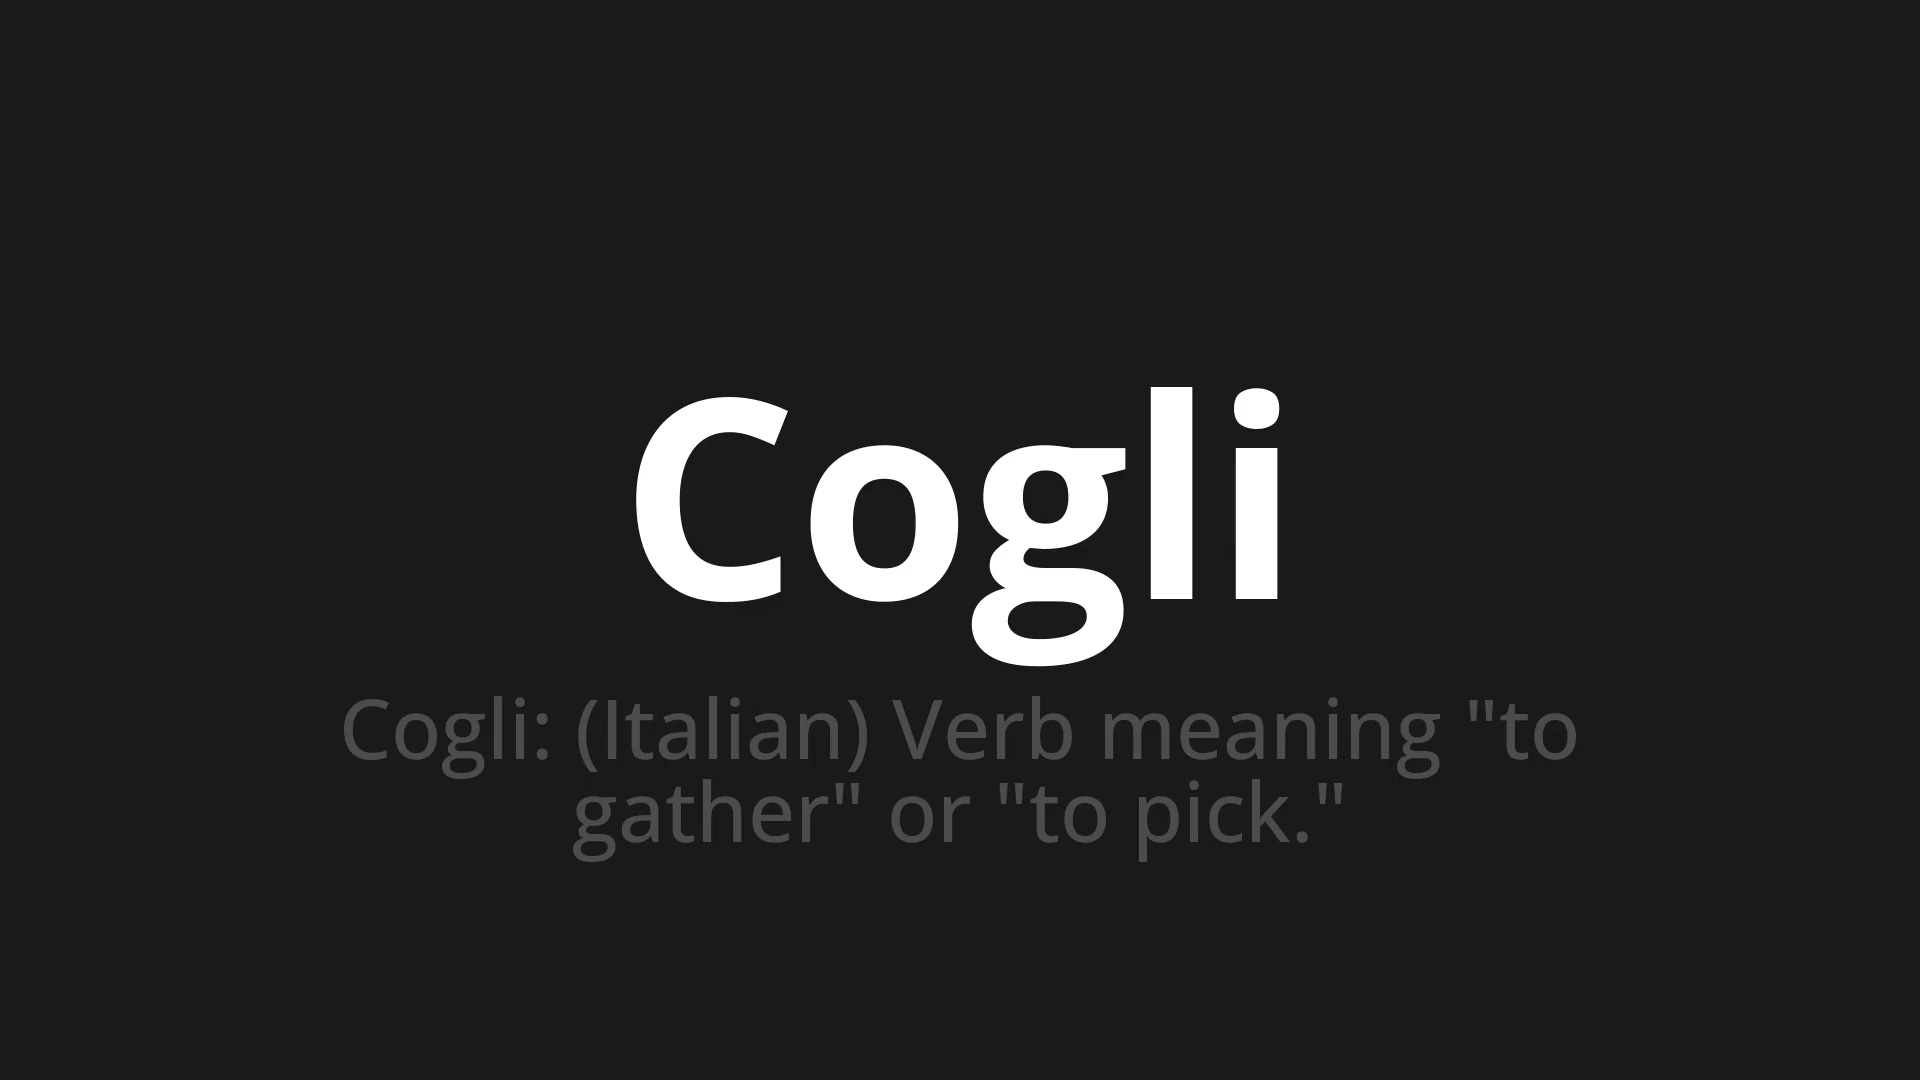 Cogli
Cogli: (Italian) Verb meaning "to
gather" or "to pick."